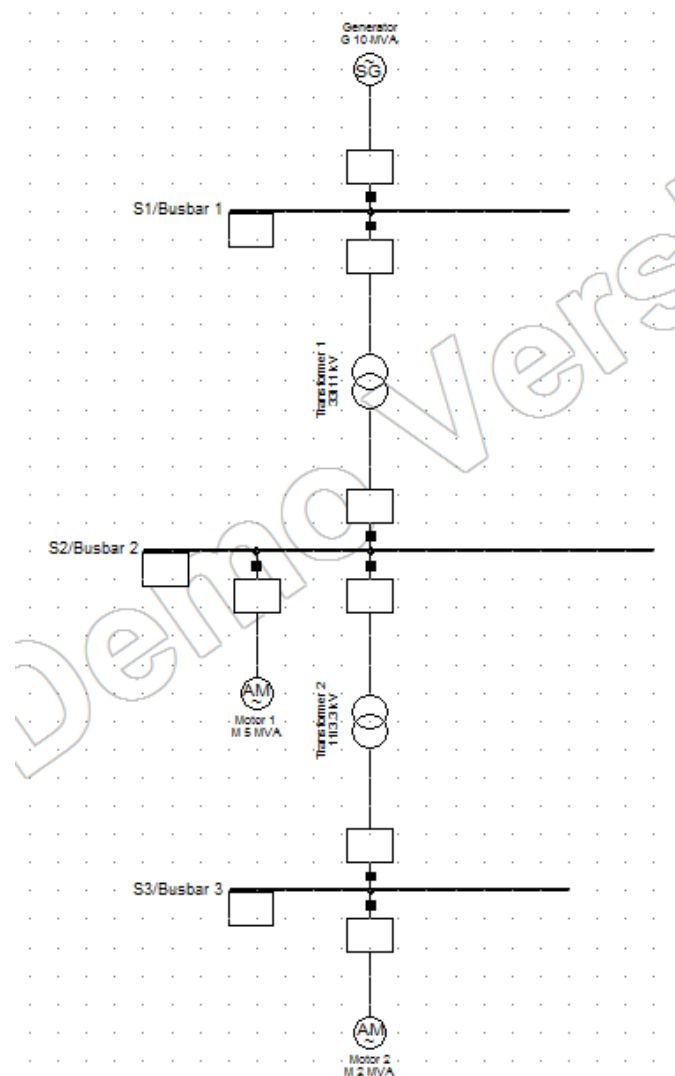 Generator
G 10 MVA
SG
S1/Busbar 1
Transformer 1
33/11 kV
S2/Busbar 2
AM
Motor 1
M 5 MVA
Transformer 2
11/3,3 kV
S3/Busbar 3
AM
Motor 2
M 2 MVA
Demo Versi